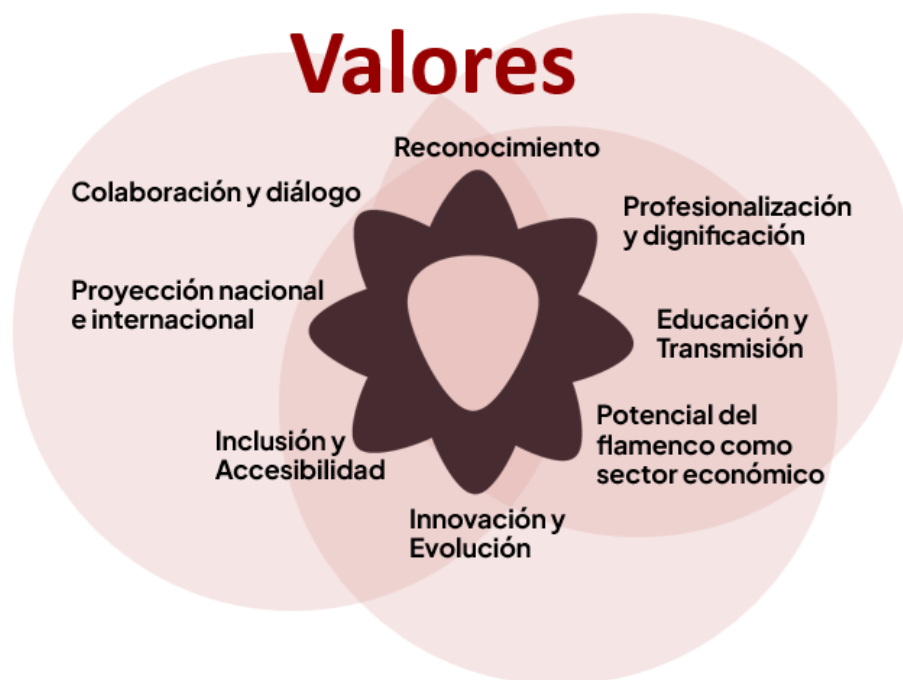 Valores
Reconocimiento
Colaboración y diálogo
Profesionalización
y dignificación
Proyección nacional
e internacional
Educación y
Transmisión
Potencial del
flamenco como
sector económico
Inclusión y
Accesibilidad
Innovación y
Evolución